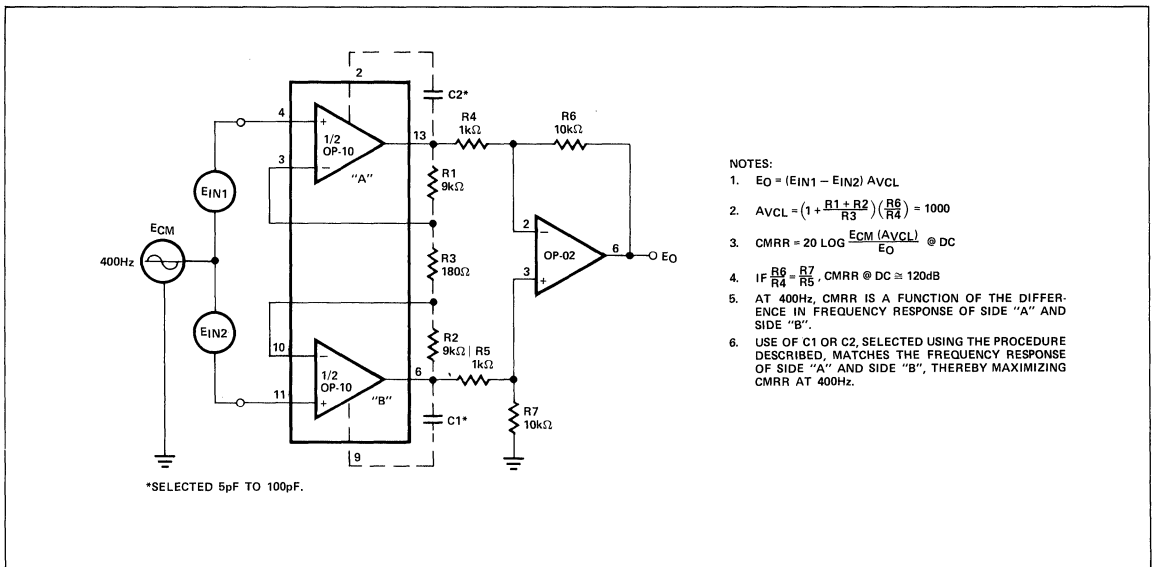 2
C2*
4
+
1/2
OP-10
"A"
3
−
13
R4
1kΩ
R6
10kΩ
R1
9kΩ
EIN1
ECM
400Hz
R3
180Ω
2
−
OP-02
3
+
6
EO
EIN2
10
−
1/2
OP-10
"B"
11
+
6
R2
9kΩ
R5
1kΩ
C1*
R7
10kΩ
9
*SELECTED 5pF TO 100pF.
NOTES:
1. EO = (EIN1 − EIN2) AVCL
2. AVCL = (1 + (R1 + R2)/R3) (R6/R4) = 1000
3. CMRR = 20 LOG ECM (AVCL)/EO @ DC
4. IF R6/R4 = R7/R5, CMRR @ DC ≅ 120dB
5. AT 400Hz, CMRR IS A FUNCTION OF THE DIFFER-
ENCE IN FREQUENCY RESPONSE OF SIDE "A" AND
SIDE "B".
6. USE OF C1 OR C2, SELECTED USING THE PROCEDURE
DESCRIBED, MATCHES THE FREQUENCY RESPONSE
OF SIDE "A" AND SIDE "B", THEREBY MAXIMIZING
CMRR AT 400Hz.